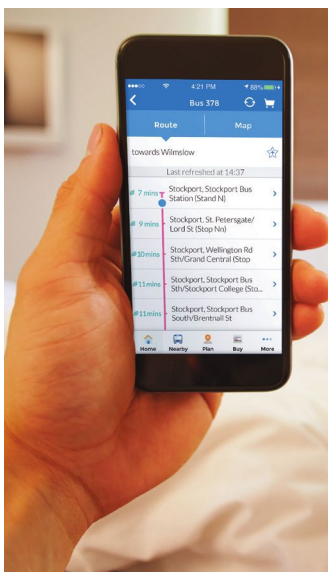 4:21 PM
88%
Bus 378
Route Map
towards Wilmslow
Last refreshed at 14:37
7 mins
Stockport, Stockport Bus
Station (Stand N)
9 mins
Stockport, St. Petersgate/
Lord St (Stop Nn)
10mins
Stockport, Wellington Rd
Sth/Grand Central (Stop
11mins
Stockport, Stockport Bus
Sth/Stockport College (Sto...
11mins
Stockport, Stockport Bus
South/Brentnall St
Home Nearby Plan Buy More